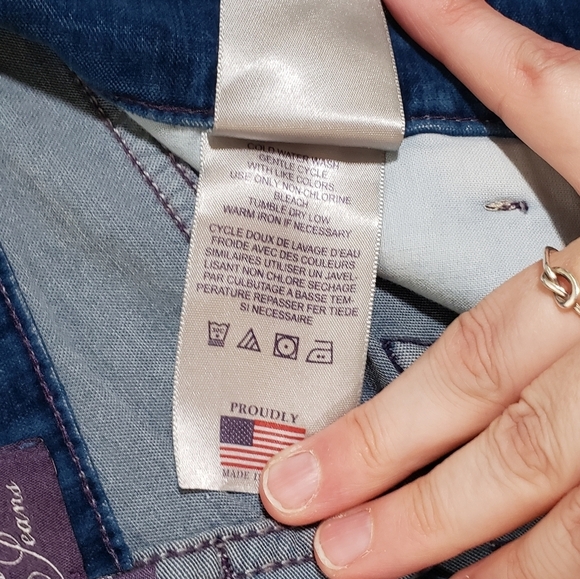 COLD WATER WASH
GENTLE CYCLE
WITH LIKE COLORS
USE ONLY NON-CHLORINE
BLEACH
TUMBLE DRY LOW
WARM IRON IF NECESSARY
CYCLE DOUX DE LAVAGE D'EAU
FROIDE AVEC DES COULEURS
SIMILAIRES UTILISER UN JAVEL-
LISANT NON CHLORE SECHAGE
PAR CULBUTAGE A BASSE TEM-
PERATURE REPASSER FER TIEDE
SI NECESSAIRE
PROUDLY
MADE
Jeans